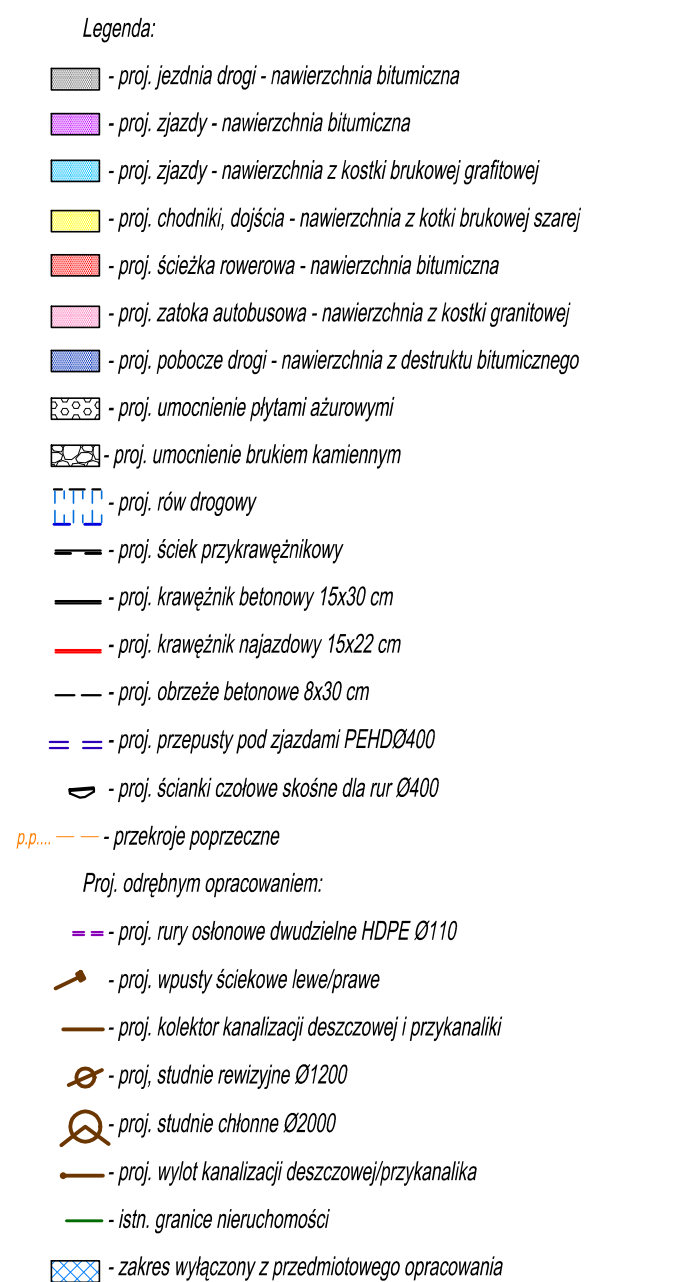 Legenda:
- proj. jezdnia drogi - nawierzchnia bitumiczna
- proj. zjazdy - nawierzchnia bitumiczna
- proj. zjazdy - nawierzchnia z kostki brukowej grafitowej
- proj. chodniki, dojścia - nawierzchnia z kotki brukowej szarej
- proj. ścieżka rowerowa - nawierzchnia bitumiczna
- proj. zatoka autobusowa - nawierzchnia z kostki granitowej
- proj. pobocze drogi - nawierzchnia z destruktu bitumicznego
- proj. umocnienie płytami ażurowymi
- proj. umocnienie brukiem kamiennym
- proj. rów drogowy
- proj. ściek przykrawężnikowy
- proj. krawężnik betonowy 15x30 cm
- proj. krawężnik najazdowy 15x22 cm
- proj. obrzeże betonowe 8x30 cm
- proj. przepusty pod zjazdami PEHDØ400
- proj. ścianki czołowe skośne dla rur Ø400
p.p.... - przekroje poprzeczne
Proj. odrębnym opracowaniem:
- proj. rury osłonowe dwudzielne HDPE Ø110
- proj. wpusty ściekowe lewe/prawe
- proj. kolektor kanalizacji deszczowej i przykanaliki
- proj, studnie rewizyjne Ø1200
- proj. studnie chłonne Ø2000
- proj. wylot kanalizacji deszczowej/przykanalika
- istn. granice nieruchomości
- zakres wyłączony z przedmiotowego opracowania